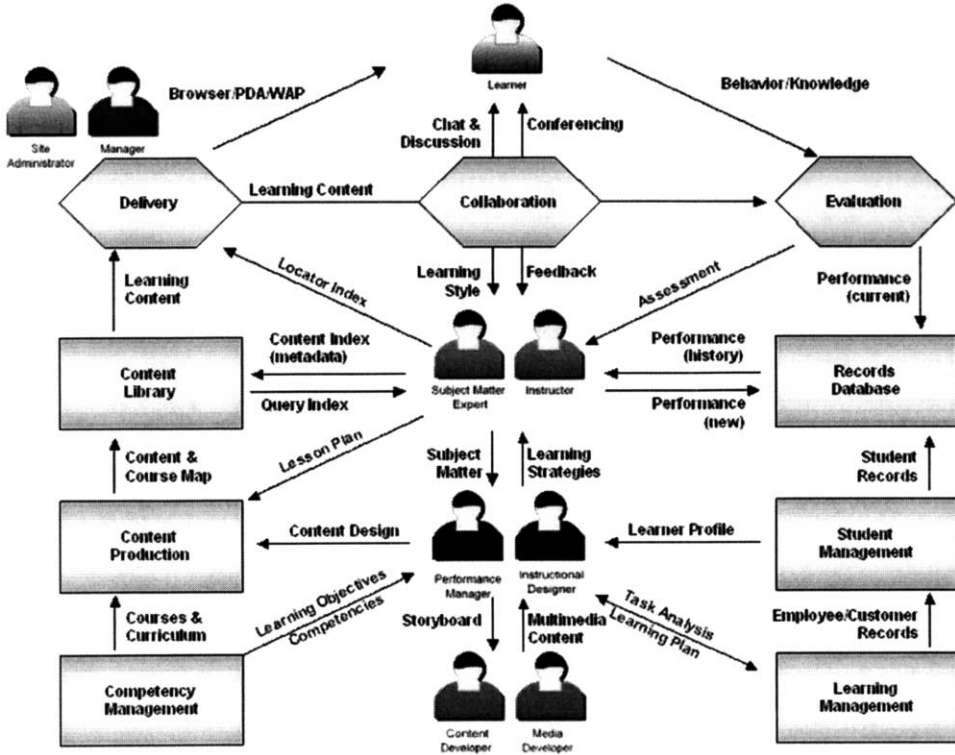 Learner
Browser/PDA/WAP
Behavior/Knowledge
Site
Administrator
Manager
Chat &
Discussion
Conferencing
Delivery
Learning Content
Collaboration
Evaluation
Learning
Content
Locator Index
Learning
Style
Feedback
Assessment
Performance
(current)
Content
Library
Content Index
(metadata)
Query Index
Subject Matter
Expert
Instructor
Performance
(history)
Performance
(new)
Records
Database
Content &
Course Map
Lesson Plan
Subject
Matter
Learning
Strategies
Student
Records
Content
Production
Content Design
Performance
Manager
Instructional
Designer
Learner Profile
Student
Management
Courses &
Curriculum
Learning Objectives
Competencies
Storyboard
Multimedia
Content
Task Analysis
Learning Plan
Employee/Customer
Records
Competency
Management
Content
Developer
Media
Developer
Learning
Management